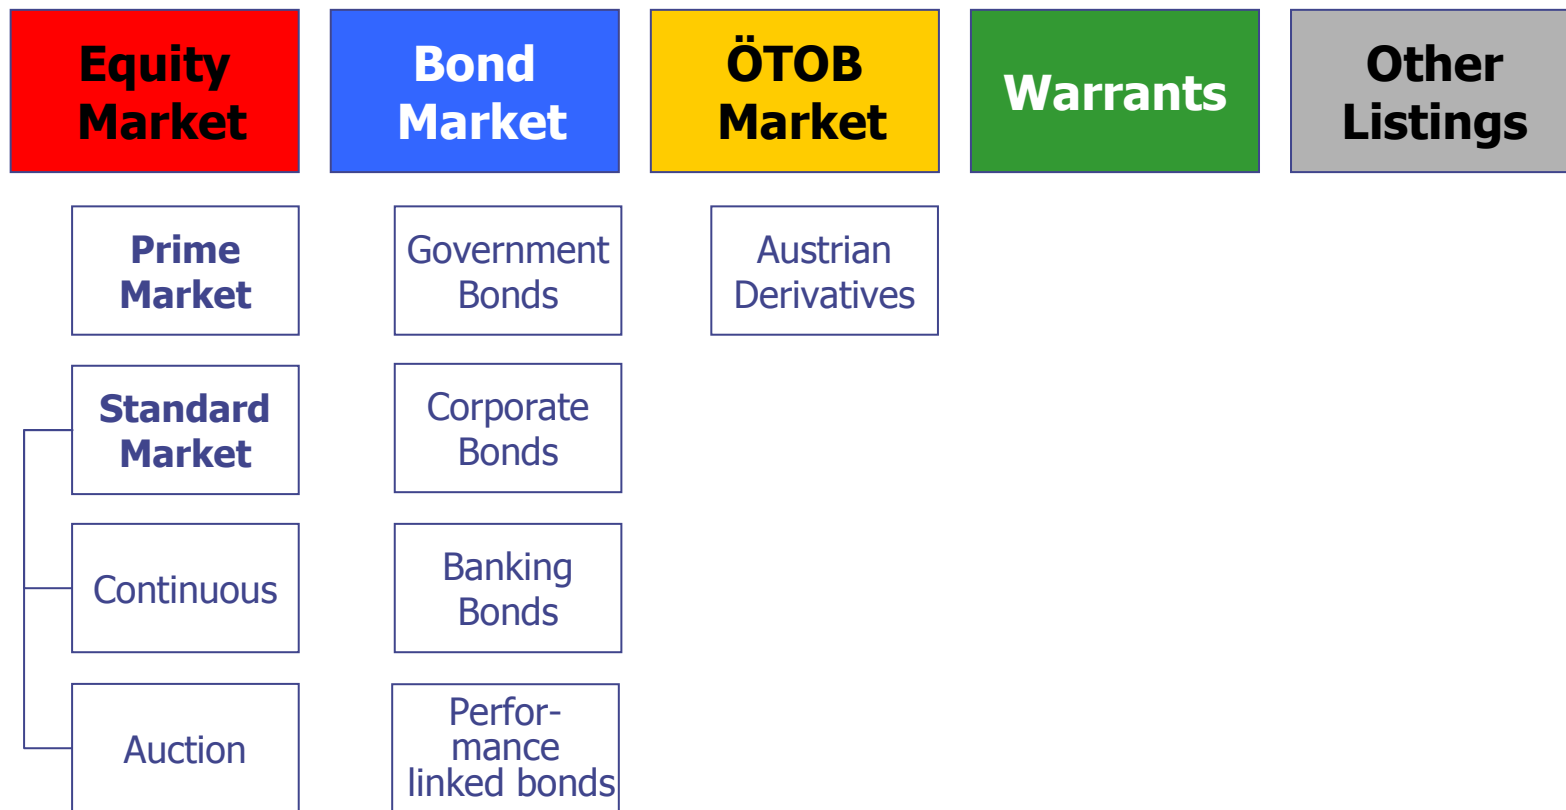 Equity
Market
Bond
Market
ÖTOB
Market
Warrants
Other
Listings
Prime
Market
Government
Bonds
Austrian
Derivatives
Standard
Market
Corporate
Bonds
Continuous
Banking
Bonds
Auction
Perfor-
mance
linked bonds